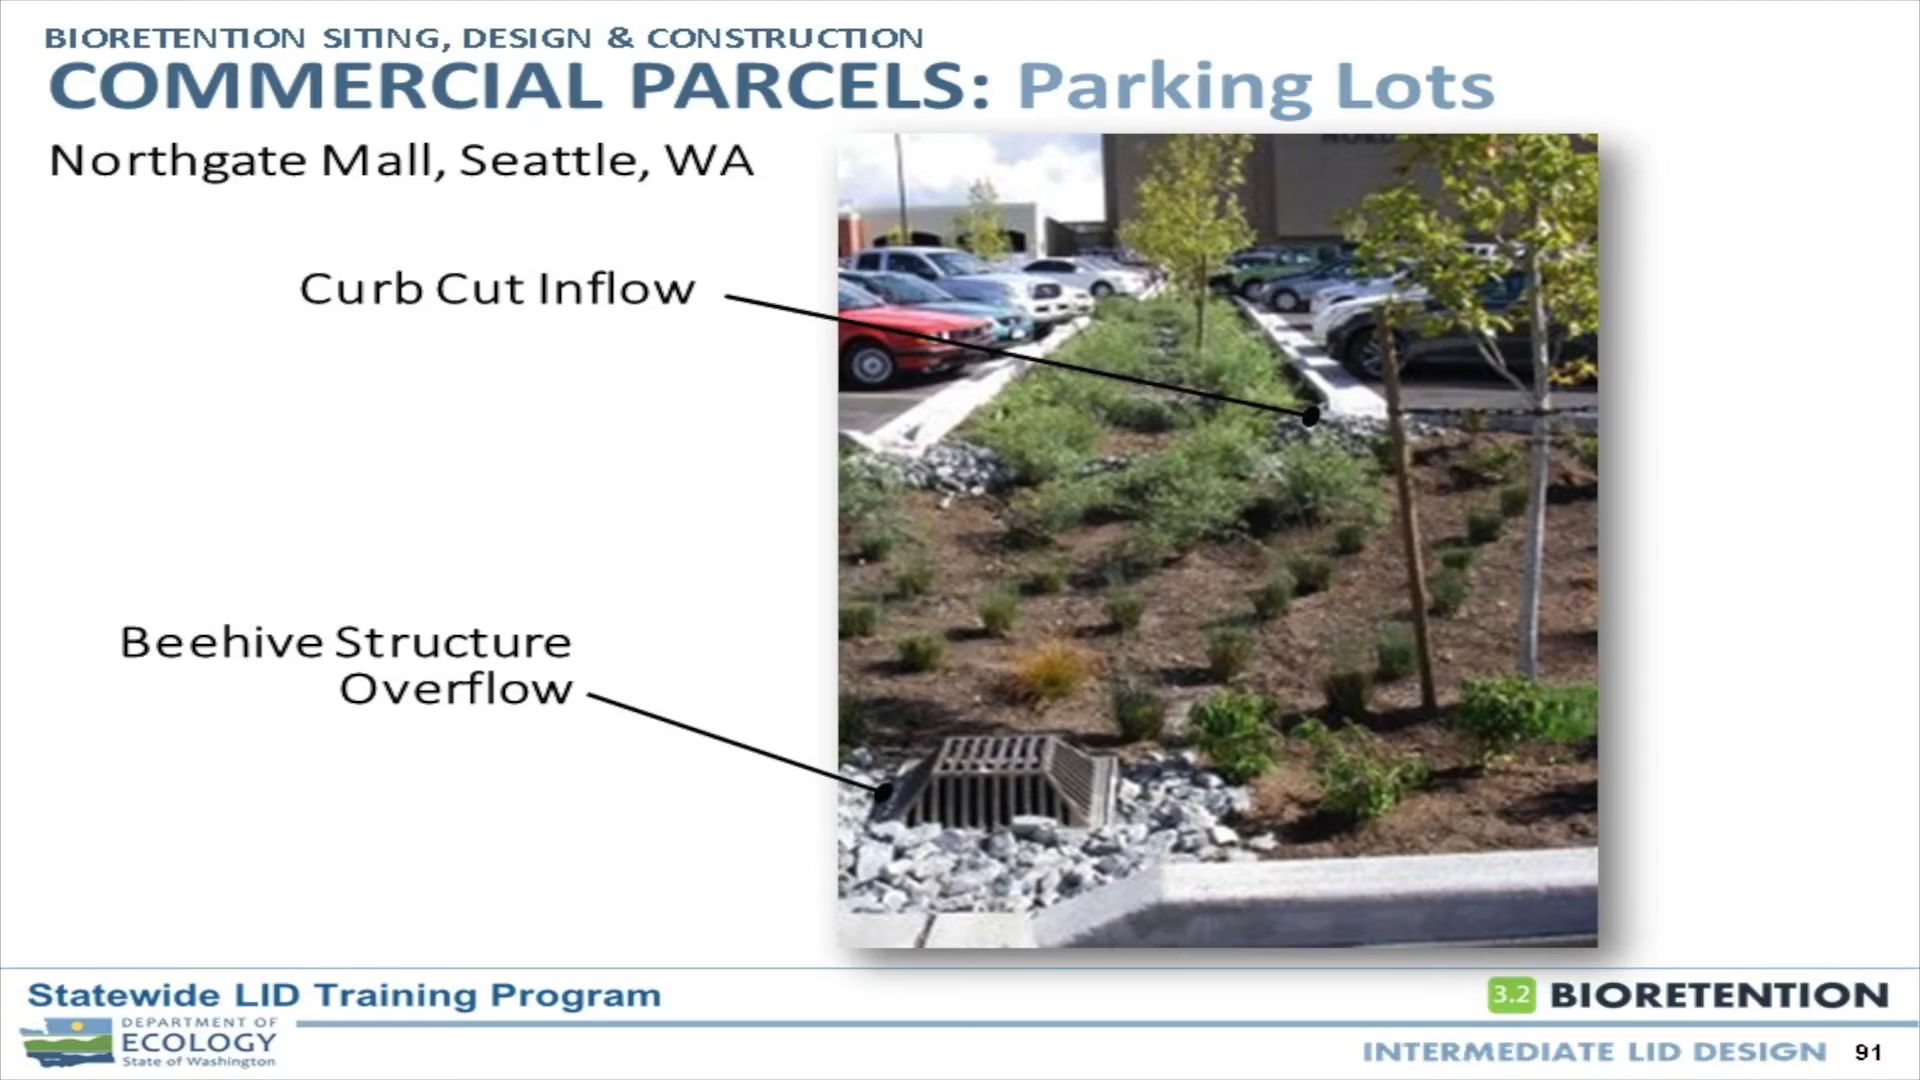 BIORETENTION SITING, DESIGN & CONSTRUCTION
COMMERCIAL PARCELS: Parking Lots
Northgate Mall, Seattle, WA
Curb Cut Inflow
Beehive Structure
Overflow
Statewide LID Training Program
3.2 BIORETENTION
DEPARTMENT OF
ECOLOGY
State of Washington
INTERMEDIATE LID DESIGN 91